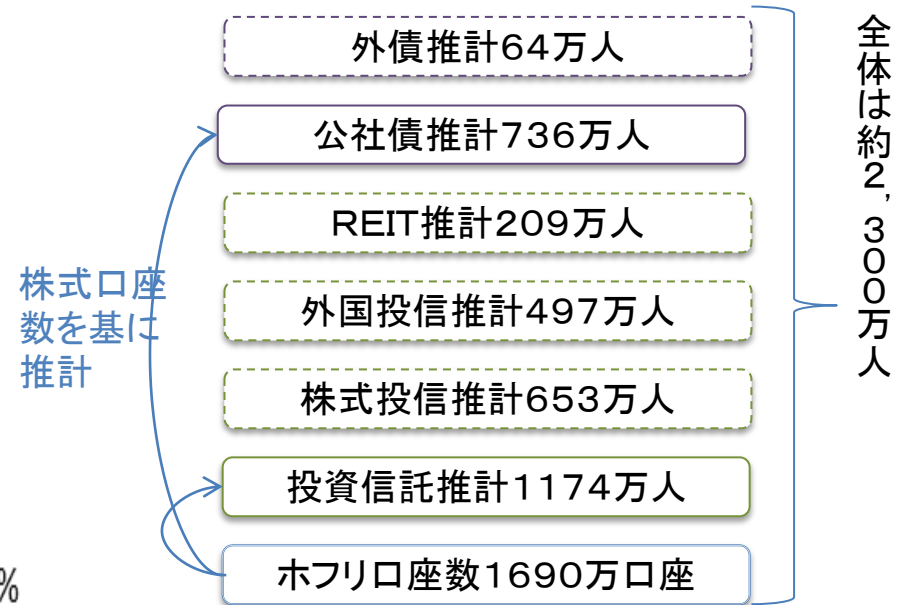 外債推計64万人
公社債推計736万人
REIT推計209万人
外国投信推計497万人
株式投信推計653万人
投資信託推計1174万人
ホフリ口座数1690万口座
株式口座
数を基に
推計
全体は約2,300万人
%